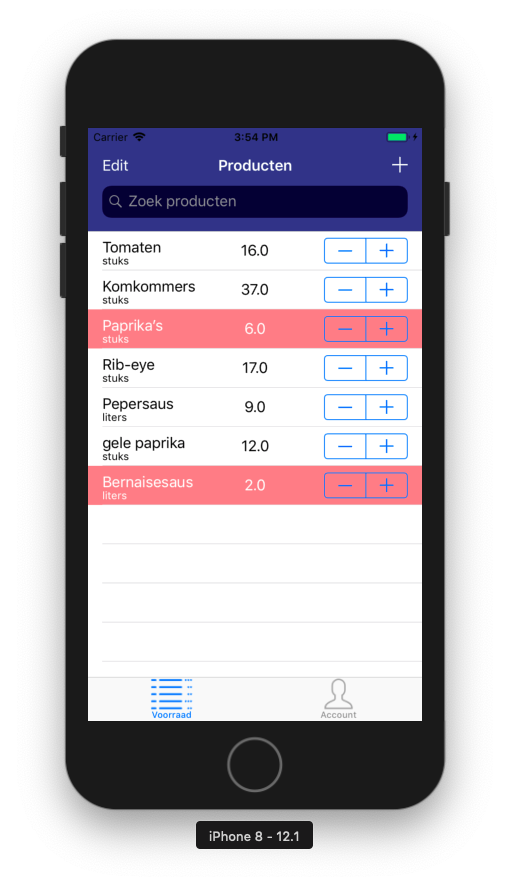 Carrier 3:54 PM
Edit Producten +
Zoek producten
Tomaten 16.0 − +
stuks
Komkommers 37.0 − +
stuks
Paprika’s 6.0 − +
stuks
Rib-eye 17.0 − +
stuks
Pepersaus 9.0 − +
liters
gele paprika 12.0 − +
stuks
Bernaisesaus 2.0 − +
liters
Voorraad Account
iPhone 8 - 12.1